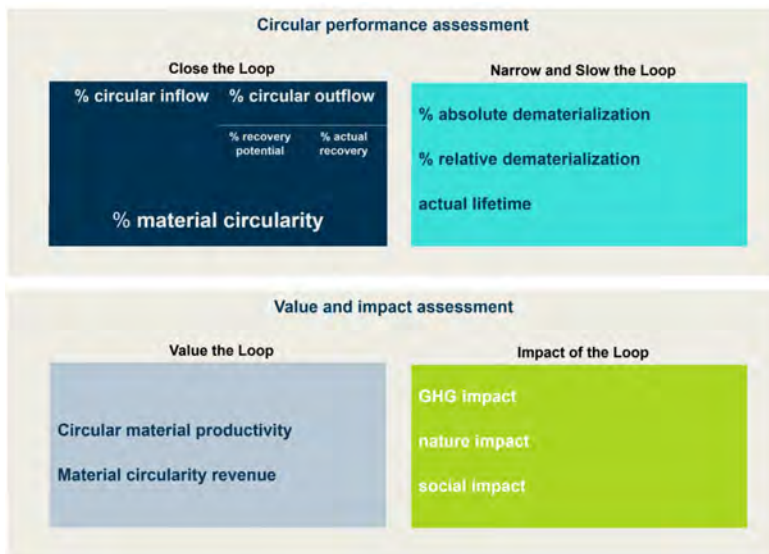 Circular performance assessment
Close the Loop
% circular inflow
% circular outflow
% recovery
potential
% actual
recovery
% material circularity
Narrow and Slow the Loop
% absolute dematerialization
% relative dematerialization
actual lifetime
Value and impact assessment
Value the Loop
Circular material productivity
Material circularity revenue
Impact of the Loop
GHG impact
nature impact
social impact